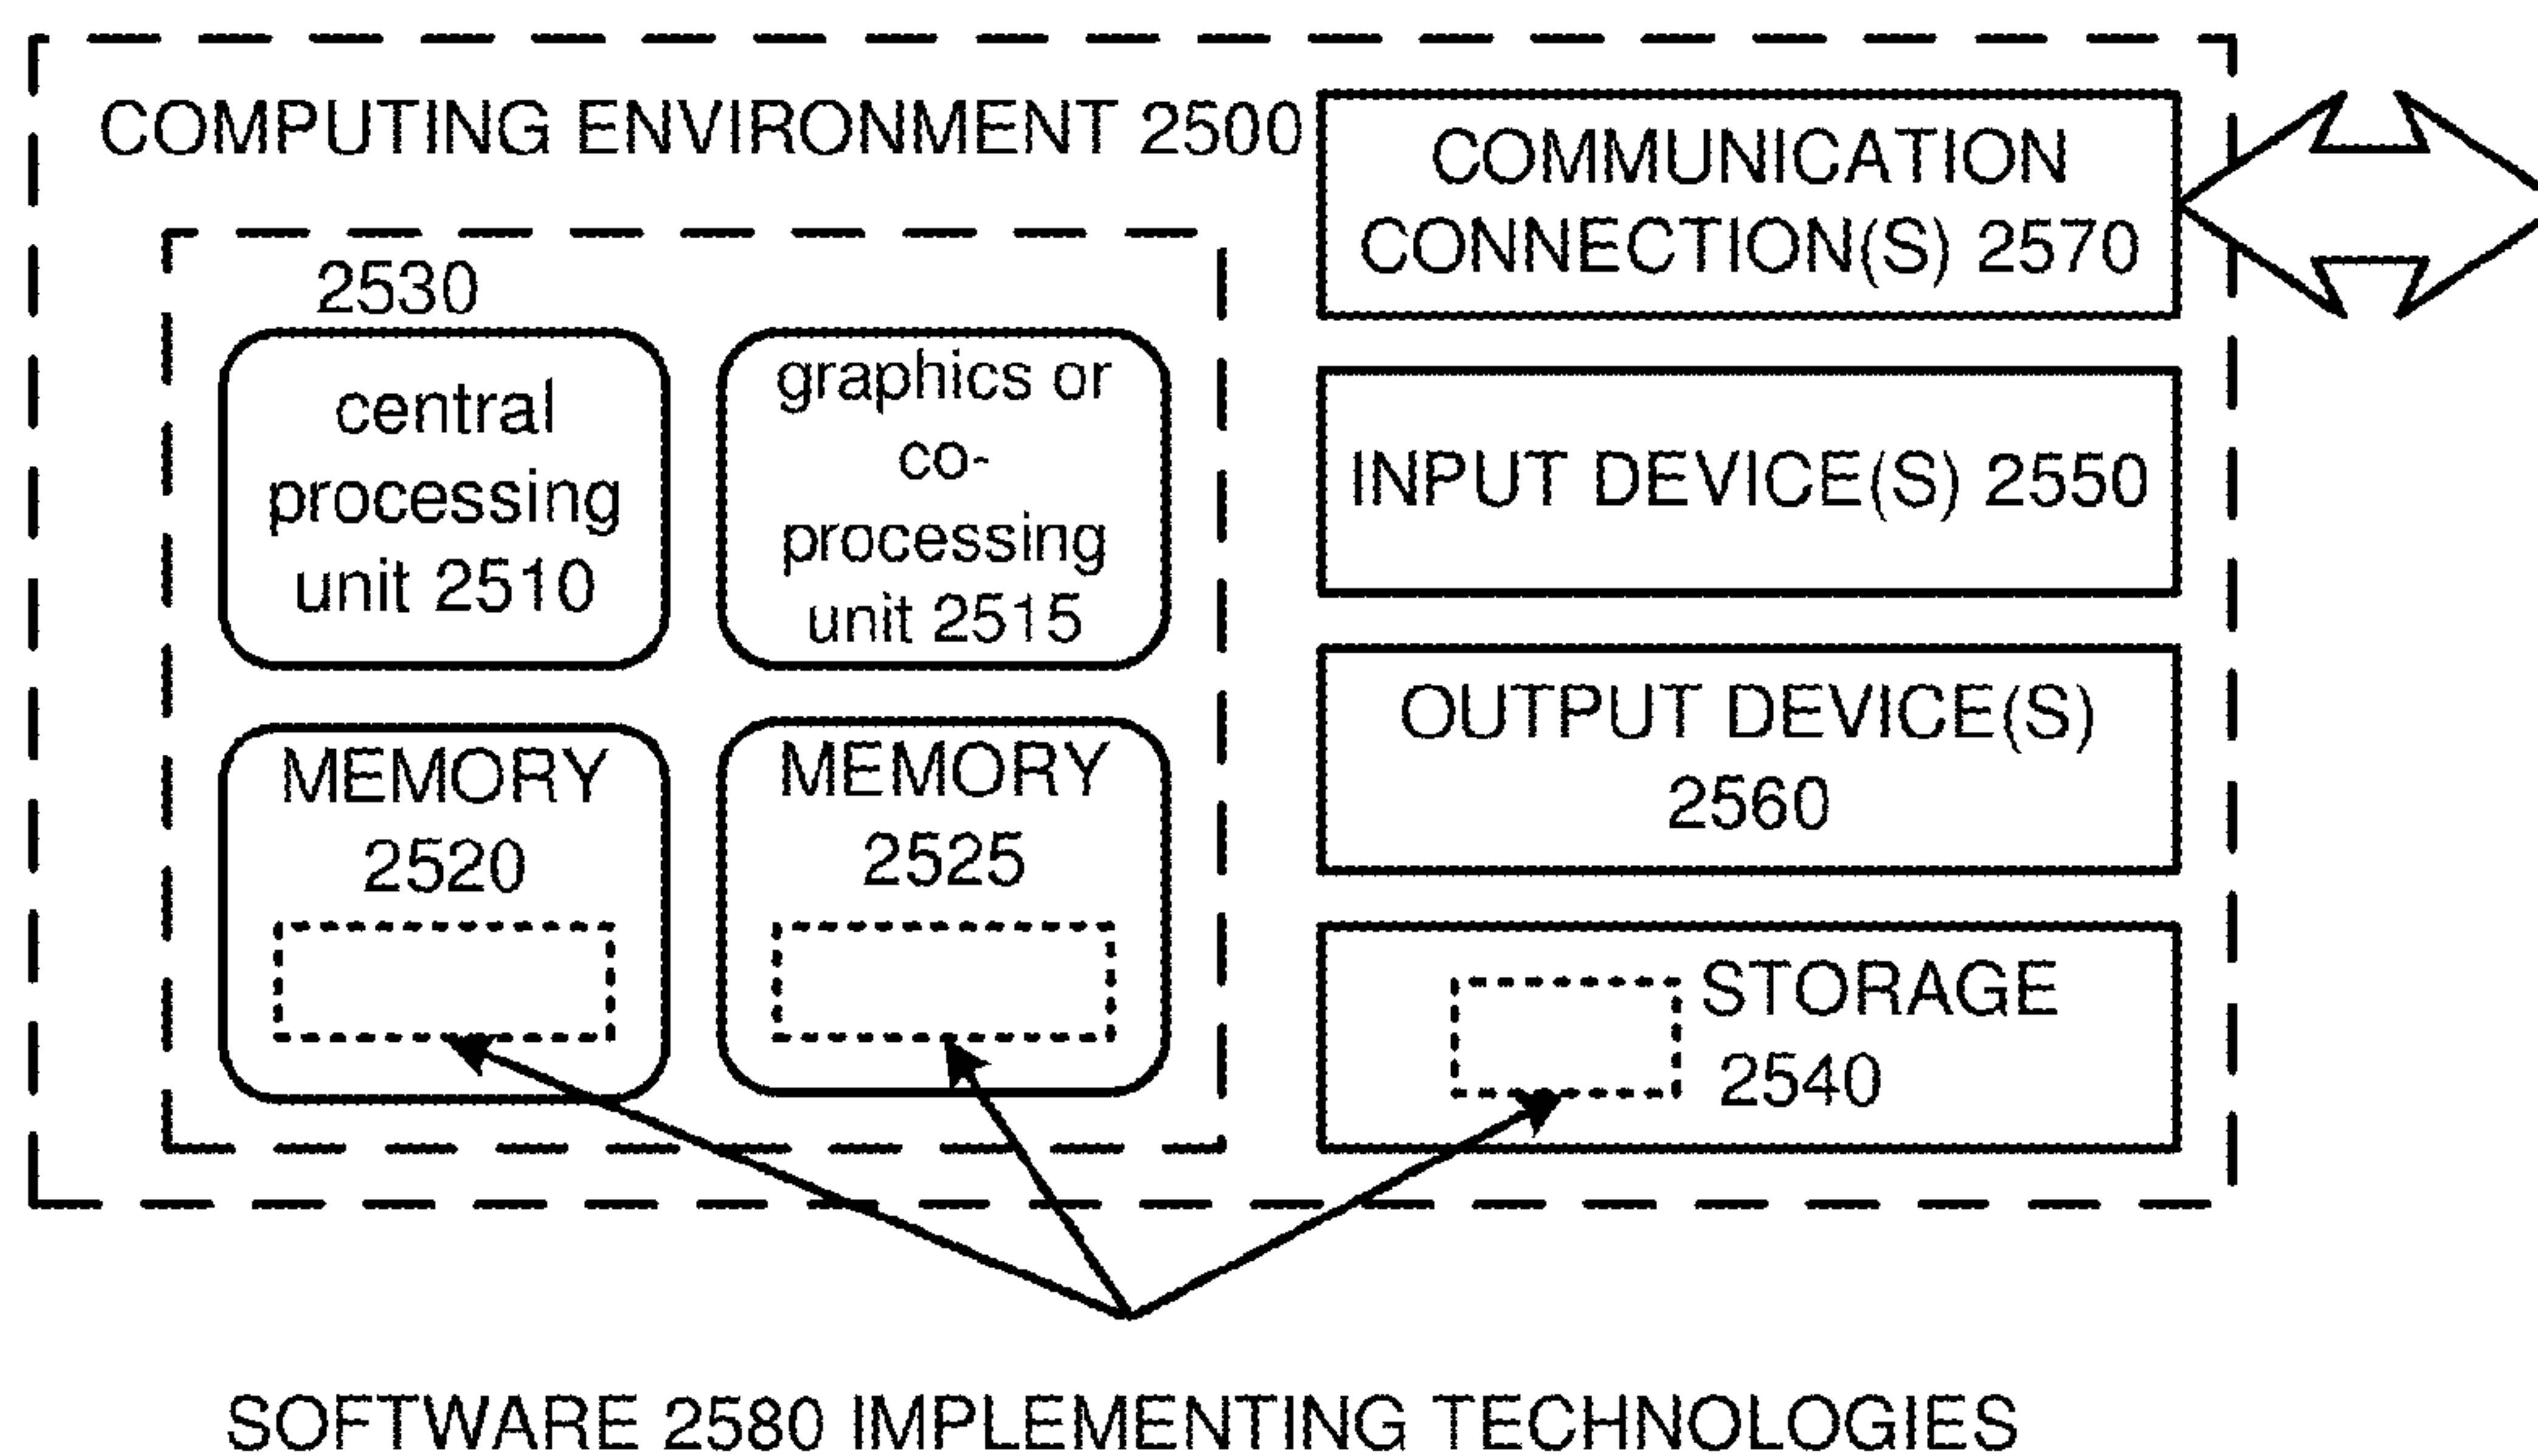 COMPUTING ENVIRONMENT 2500
2530
central
processing
unit 2510
graphics or
co-
processing
unit 2515
MEMORY
2520
MEMORY
2525
COMMUNICATION
CONNECTION(S) 2570
INPUT DEVICE(S) 2550
OUTPUT DEVICE(S)
2560
STORAGE
2540
SOFTWARE 2580 IMPLEMENTING TECHNOLOGIES